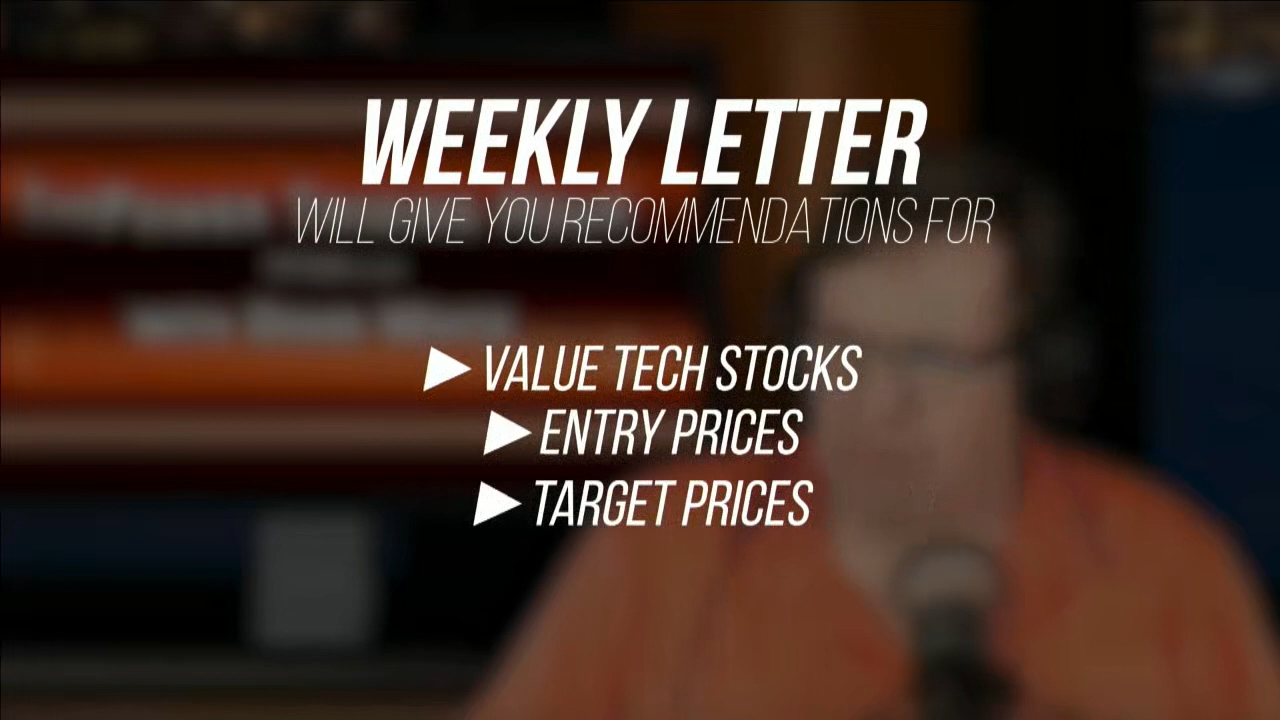 WEEKLY LETTER
WILL GIVE YOU RECOMMENDATIONS FOR
▶ VALUE TECH STOCKS
▶ ENTRY PRICES
▶ TARGET PRICES